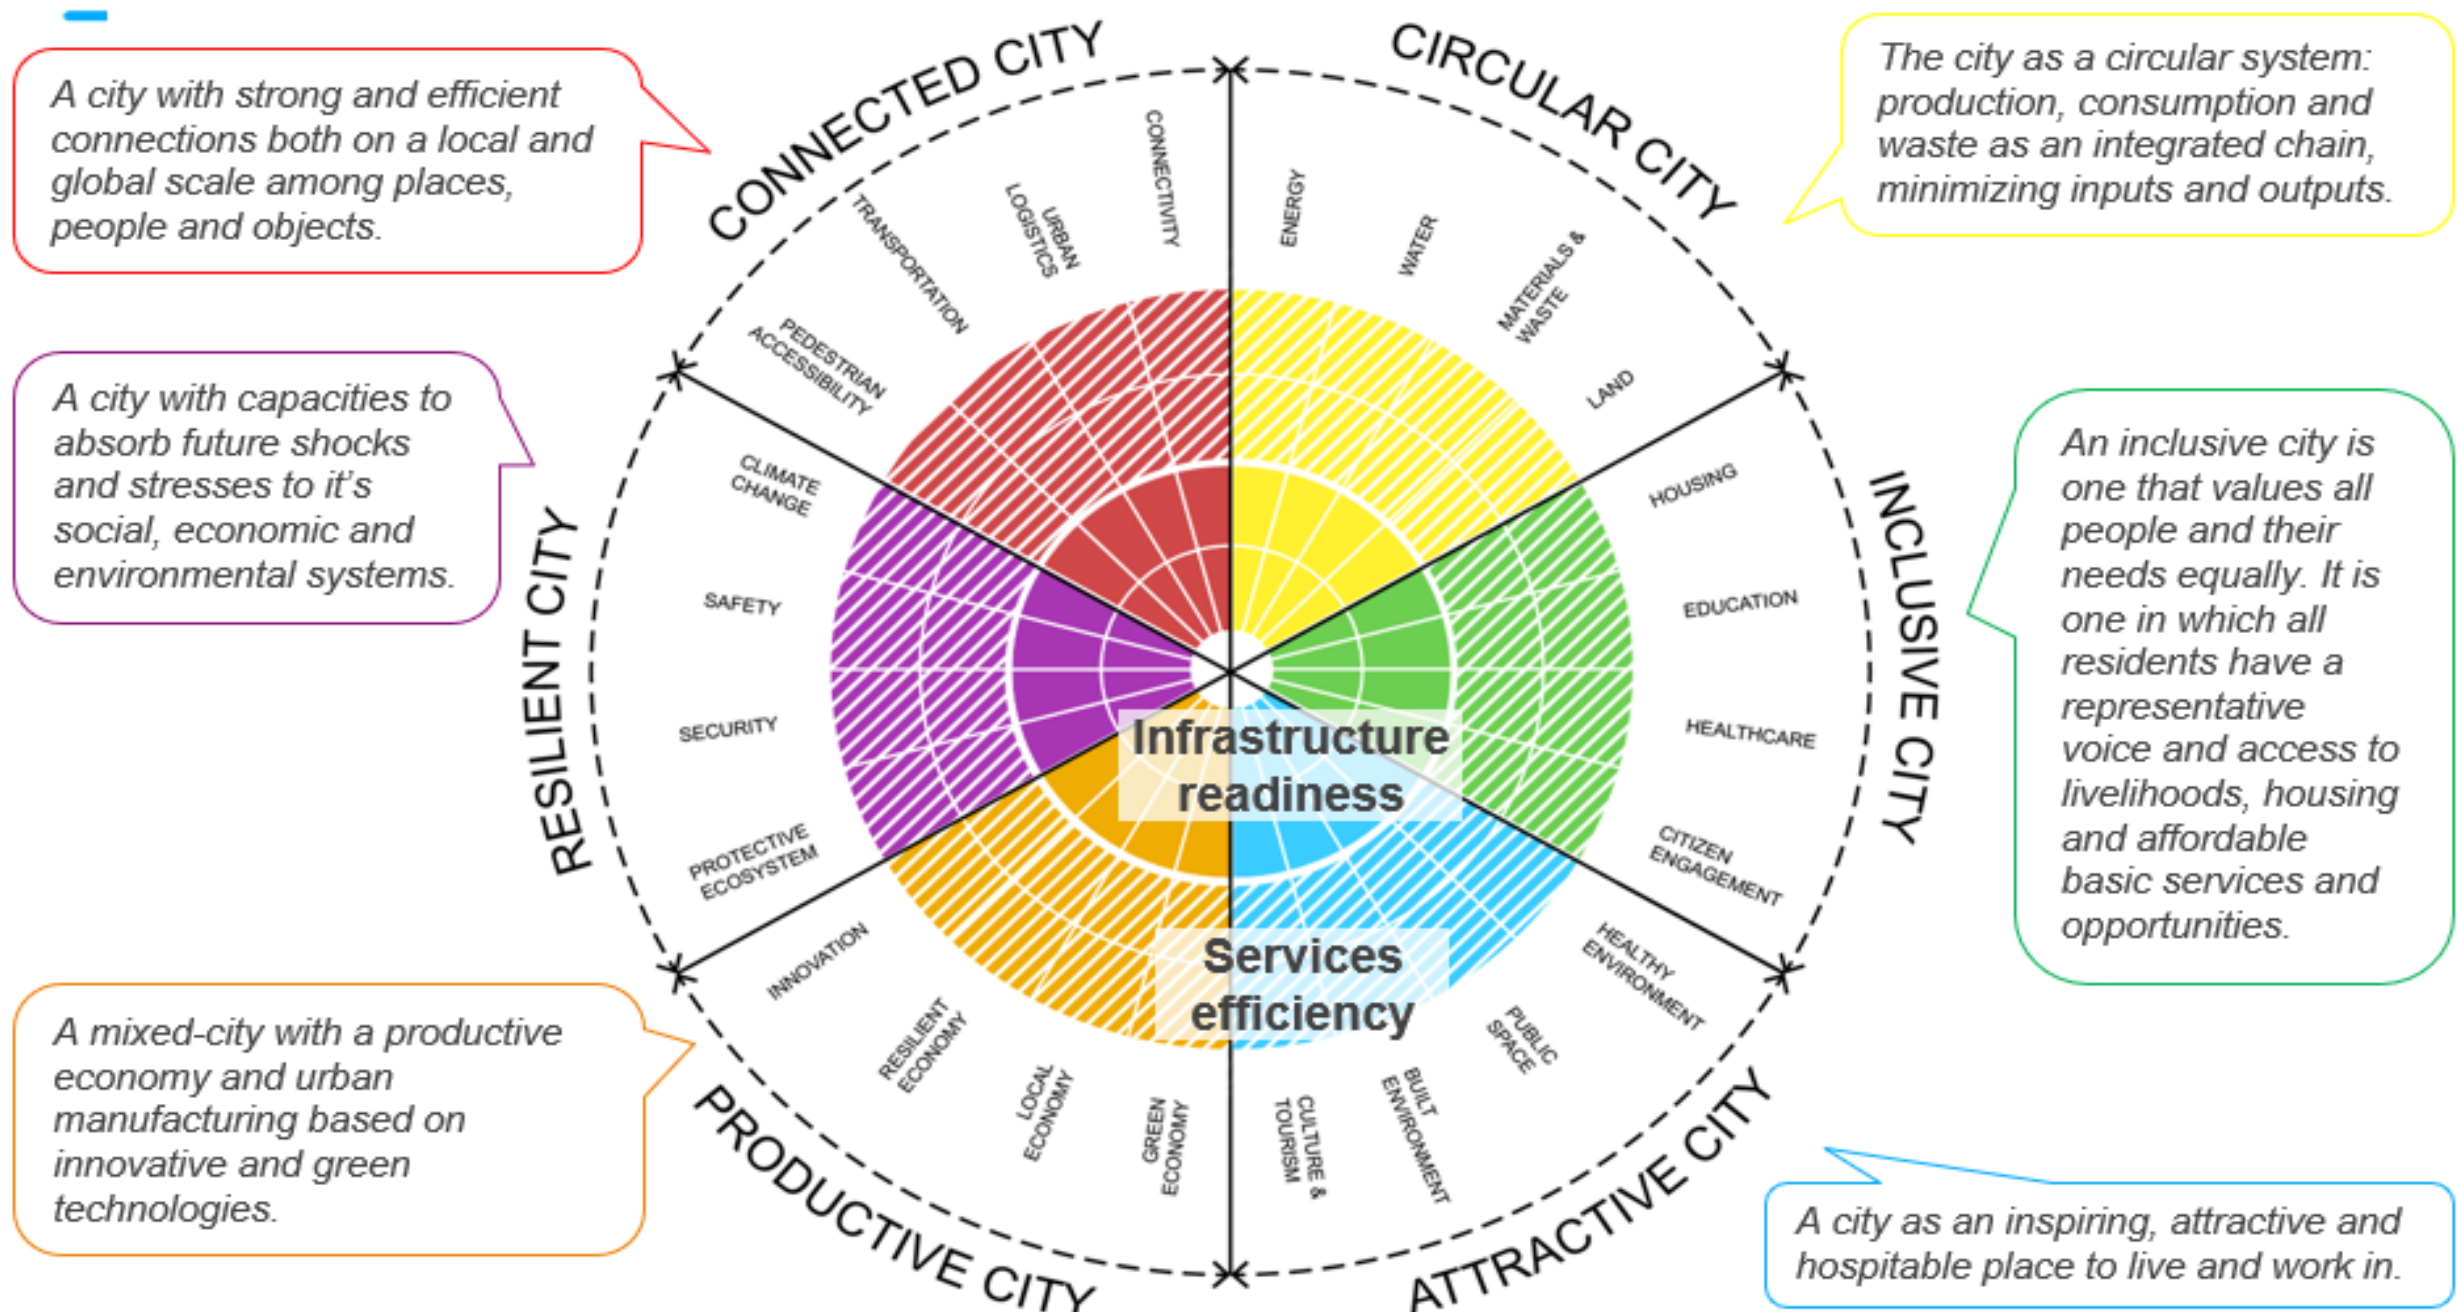 A city with strong and efficient
connections both on a local and
global scale among places,
people and objects.
A city with capacities to
absorb future shocks
and stresses to it's
social, economic and
environmental systems.
A mixed-city with a productive
economy and urban
manufacturing based on
innovative and green
technologies.
CONNECTED CITY
PEDESTRIAN
ACCESSIBILITY
TRANSPORTATION
URBAN
LOGISTICS
CONNECTIVITY
CIRCULAR CITY
ENERGY
WATER
MATERIALS &
WASTE
LAND
INCLUSIVE CITY
HOUSING
EDUCATION
HEALTHCARE
CITIZEN
ENGAGEMENT
ATTRACTIVE CITY
HEALTHY
ENVIRONMENT
PUBLIC
SPACE
BUILT
ENVIRONMENT
CULTURE &
TOURISM
PRODUCTIVE CITY
GREEN
ECONOMY
LOCAL
ECONOMY
RESILIENT
ECONOMY
INNOVATION
RESILIENT CITY
PROTECTIVE
ECOSYSTEM
SECURITY
SAFETY
CLIMATE
CHANGE
Infrastructure
readiness
Services
efficiency
The city as a circular system:
production, consumption and
waste as an integrated chain,
minimizing inputs and outputs.
An inclusive city is
one that values all
people and their
needs equally. It is
one in which all
residents have a
representative
voice and access to
livelihoods, housing
and affordable
basic services and
opportunities.
A city as an inspiring, attractive and
hospitable place to live and work in.